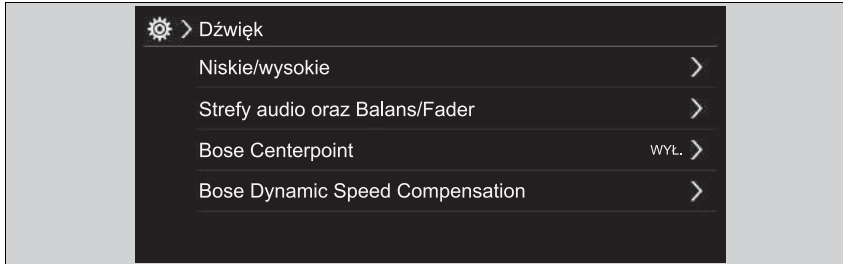 Dźwięk
Niskie/wysokie
Strefy audio oraz Balans/Fader
Bose Centerpoint WYŁ.
Bose Dynamic Speed Compensation